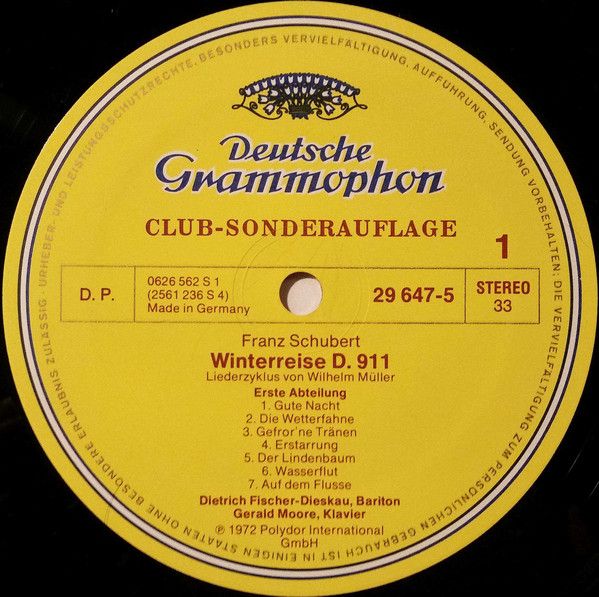 URHEBER- UND LEISTUNGSSCHUTZRECHTE, BESONDERS VERVIELFÄLTIGUNG, AUFFÜHRUNG, SENDUNG VORBEHALTEN; DIE VERVIELFÄLTIGUNG ZUM PERSÖNLICHEN GEBRAUCH IST IN EINIGEN STAATEN OHNE BESONDERE ERLAUBNIS ZULÄSSIG ·
Deutsche
Grammophon
CLUB-SONDERAUFLAGE
1
D. P.
0626 562 S 1
(2561 236 S 4)
Made in Germany
29 647-5
STEREO
33
Franz Schubert
Winterreise D. 911
Liederzyklus von Wilhelm Müller
Erste Abteilung
1. Gute Nacht
2. Die Wetterfahne
3. Gefror'ne Tränen
4. Erstarrung
5. Der Lindenbaum
6. Wasserflut
7. Auf dem Flusse
Dietrich Fischer-Dieskau, Bariton
Gerald Moore, Klavier
℗ 1972 Polydor International
GmbH